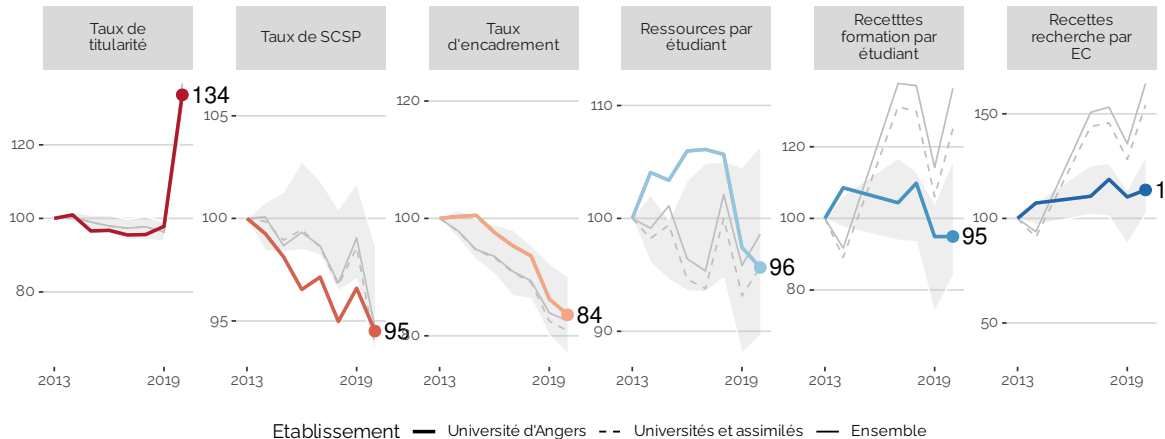 Taux de
titularité
Taux de SCSP
Taux
d'encadrement
Ressources par
étudiant
Recetttes
formation par
étudiant
Recettes
recherche par
EC
134
120
100
80
2013
2019
105
100
95
95
2013
2019
120
100
80
84
2013
2019
110
100
90
96
2013
2019
120
100
80
95
2013
2019
150
100
50
1
2013
2019
Etablissement
Université d'Angers
Universités et assimilés
Ensemble